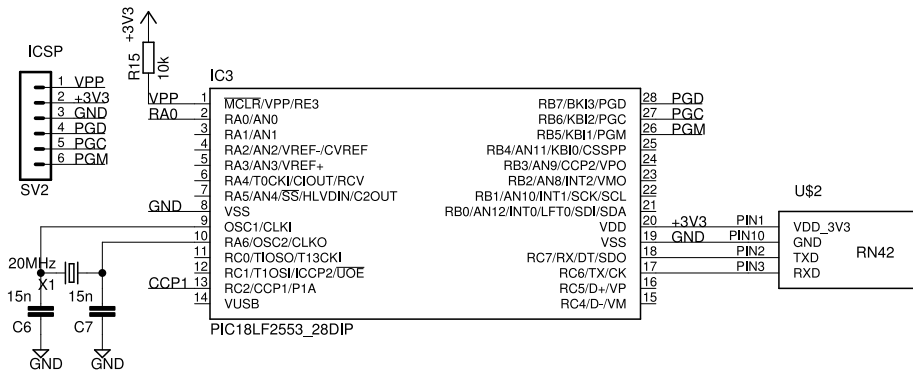 +3V3
ICSP
R15
10k
IC3
1 VPP
2 +3V3
3 GND
4 PGD
5 PGC
6 PGM
SV2
VPP 1 MCLR/VPP/RE3
RA0 2 RA0/AN0
3 RA1/AN1
4 RA2/AN2/VREF-/CVREF
5 RA3/AN3/VREF+
6 RA4/T0CKI/CIOUT/RCV
7 RA5/AN4/SS/HLVDIN/C2OUT
GND 8 VSS
9 OSC1/CLKI
10 RA6/OSC2/CLKO
11 RC0/TIOSO/T13CKI
12 RC1/T1OSI/ICCP2/UOE
CCP1 13 RC2/CCP1/P1A
14 VUSB
RB7/BKI3/PGD 28 PGD
RB6/KBI2/PGC 27 PGC
RB5/KBI1/PGM 26 PGM
RB4/AN11/KBI0/CSSPP 25
RB3/AN9/CCP2/VPO 24
RB2/AN8/INT2/VMO 23
RB1/AN10/INT1/SCK/SCL 22
RB0/AN12/INT0/LFT0/SDI/SDA 21
VDD 20 +3V3 PIN1
VSS 19 GND PIN10
RC7/RX/DT/SDO 18 PIN2
RC6/TX/CK 17 PIN3
RC5/D+/VP 16
RC4/D-/VM 15
U$2
VDD_3V3
GND
TXD
RXD
RN42
20MHz
X1
15n
15n
C6
C7
GND
GND
PIC18LF2553_28DIP